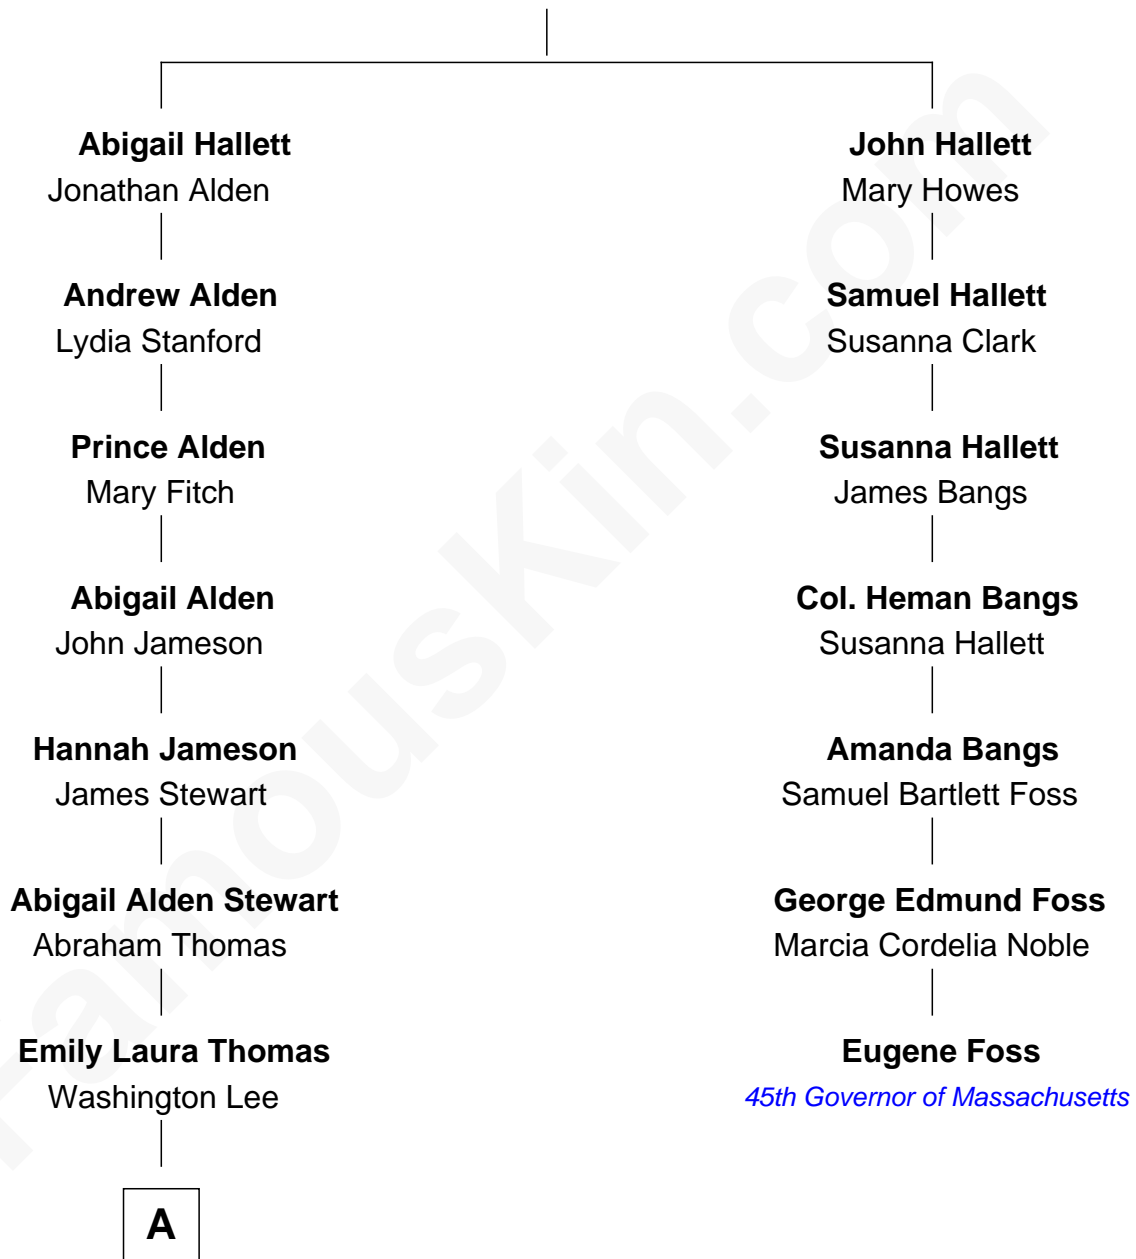 Abigail Hallett
Jonathan Alden
Andrew Alden
Lydia Stanford
Prince Alden
Mary Fitch
Abigail Alden
John Jameson
Hannah Jameson
James Stewart
Abigail Alden Stewart
Abraham Thomas
Emily Laura Thomas
Washington Lee
A
John Hallett
Mary Howes
Samuel Hallett
Susanna Clark
Susanna Hallett
James Bangs
Col. Heman Bangs
Susanna Hallett
Amanda Bangs
Samuel Bartlett Foss
George Edmund Foss
Marcia Cordelia Noble
Eugene Foss
45th Governor of Massachusetts
FamousKin.com